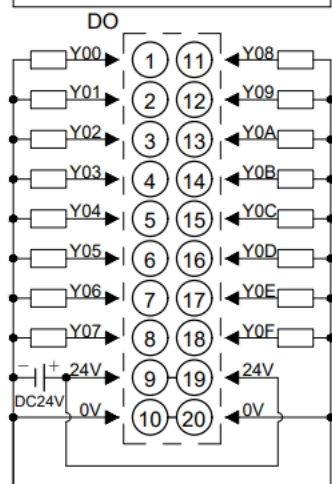 DO
Y00 1 11 Y08
Y01 2 12 Y09
Y02 3 13 Y0A
Y03 4 14 Y0B
Y04 5 15 Y0C
Y05 6 16 Y0D
Y06 7 17 Y0E
Y07 8 18 Y0F
− + 24V 9 19 24V
DC24V 0V 10 20 0V